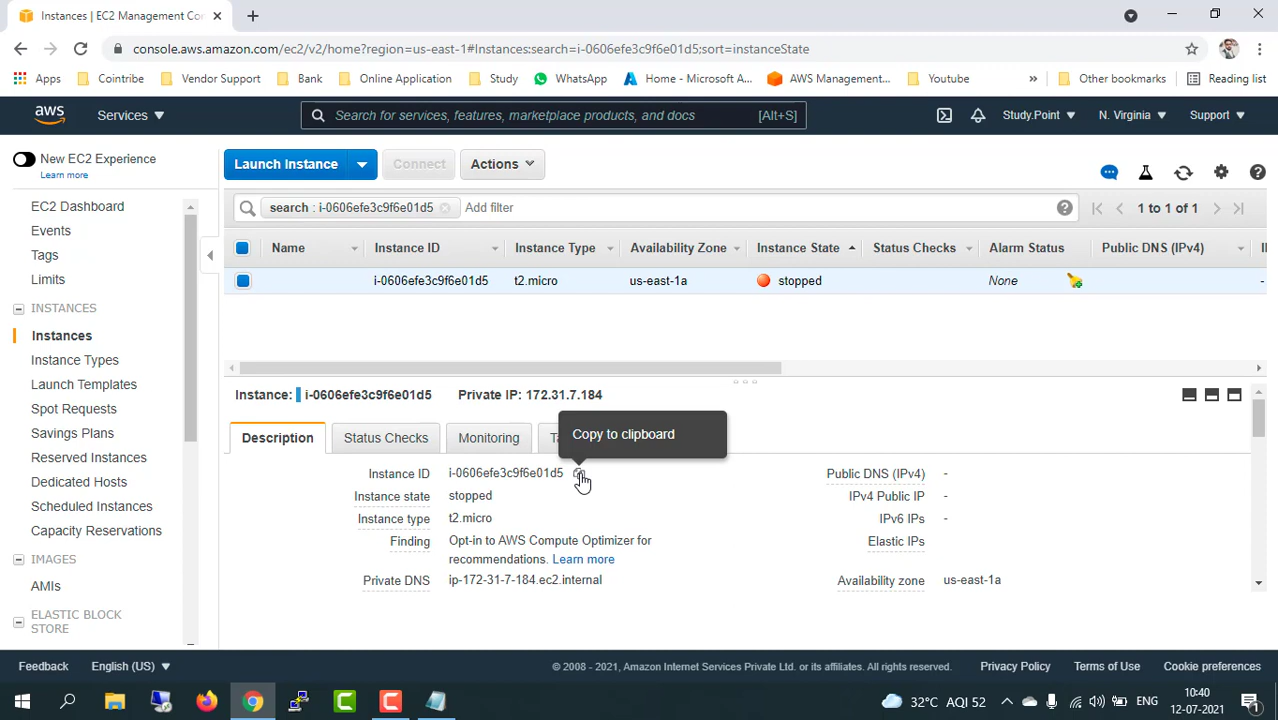 Instances | EC2 Management Con
console.aws.amazon.com/ec2/v2/home?region=us-east-1#Instances:search=i-0606efe3c9f6e01d5;sort=instanceState
Apps Cointribe Vendor Support Bank Online Application Study WhatsApp Home - Microsoft A... AWS Management... Youtube » Other bookmarks Reading list
aws Services Search for services, features, marketplace products, and docs [Alt+S] Study.Point N. Virginia Support
New EC2 Experience
Learn more
EC2 Dashboard
Events
Tags
Limits
INSTANCES
Instances
Instance Types
Launch Templates
Spot Requests
Savings Plans
Reserved Instances
Dedicated Hosts
Scheduled Instances
Capacity Reservations
IMAGES
AMIs
ELASTIC BLOCK
STORE
Launch Instance Connect Actions
search : i-0606efe3c9f6e01d5 Add filter 1 to 1 of 1
Name Instance ID Instance Type Availability Zone Instance State Status Checks Alarm Status Public DNS (IPv4)
i-0606efe3c9f6e01d5 t2.micro us-east-1a stopped None -
Instance: i-0606efe3c9f6e01d5 Private IP: 172.31.7.184
Description Status Checks Monitoring Copy to clipboard
Instance ID i-0606efe3c9f6e01d5 Public DNS (IPv4) -
Instance state stopped IPv4 Public IP -
Instance type t2.micro IPv6 IPs -
Finding Opt-in to AWS Compute Optimizer for Elastic IPs
recommendations. Learn more
Private DNS ip-172-31-7-184.ec2.internal Availability zone us-east-1a
Feedback English (US) © 2008 - 2021, Amazon Internet Services Private Ltd. or its affiliates. All rights reserved. Privacy Policy Terms of Use Cookie preferences
32°C AQI 52 ENG 10:40
12-07-2021 1